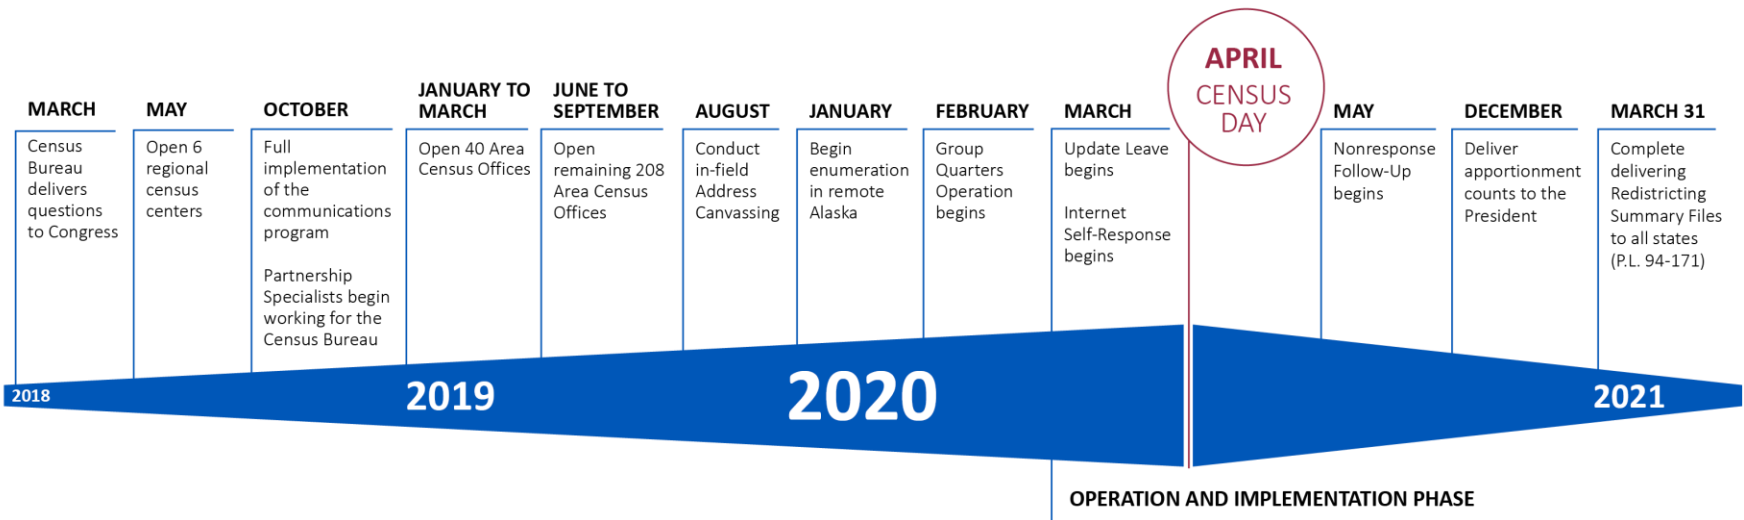 MARCH
Census
Bureau
delivers
questions
to Congress
MAY
Open 6
regional
census
centers
OCTOBER
Full
implementation
of the
communications
program
Partnership
Specialists begin
working for the
Census Bureau
JANUARY TO
MARCH
Open 40 Area
Census Offices
JUNE TO
SEPTEMBER
Open
remaining 208
Area Census
Offices
AUGUST
Conduct
in-field
Address
Canvassing
JANUARY
Begin
enumeration
in remote
Alaska
FEBRUARY
Group
Quarters
Operation
begins
MARCH
Update Leave
begins
Internet
Self-Response
begins
APRIL
CENSUS
DAY
MAY
Nonresponse
Follow-Up
begins
DECEMBER
Deliver
apportionment
counts to the
President
MARCH 31
Complete
delivering
Redistricting
Summary Files
to all states
(P.L. 94-171)
2018
2019
2020
2021
OPERATION AND IMPLEMENTATION PHASE